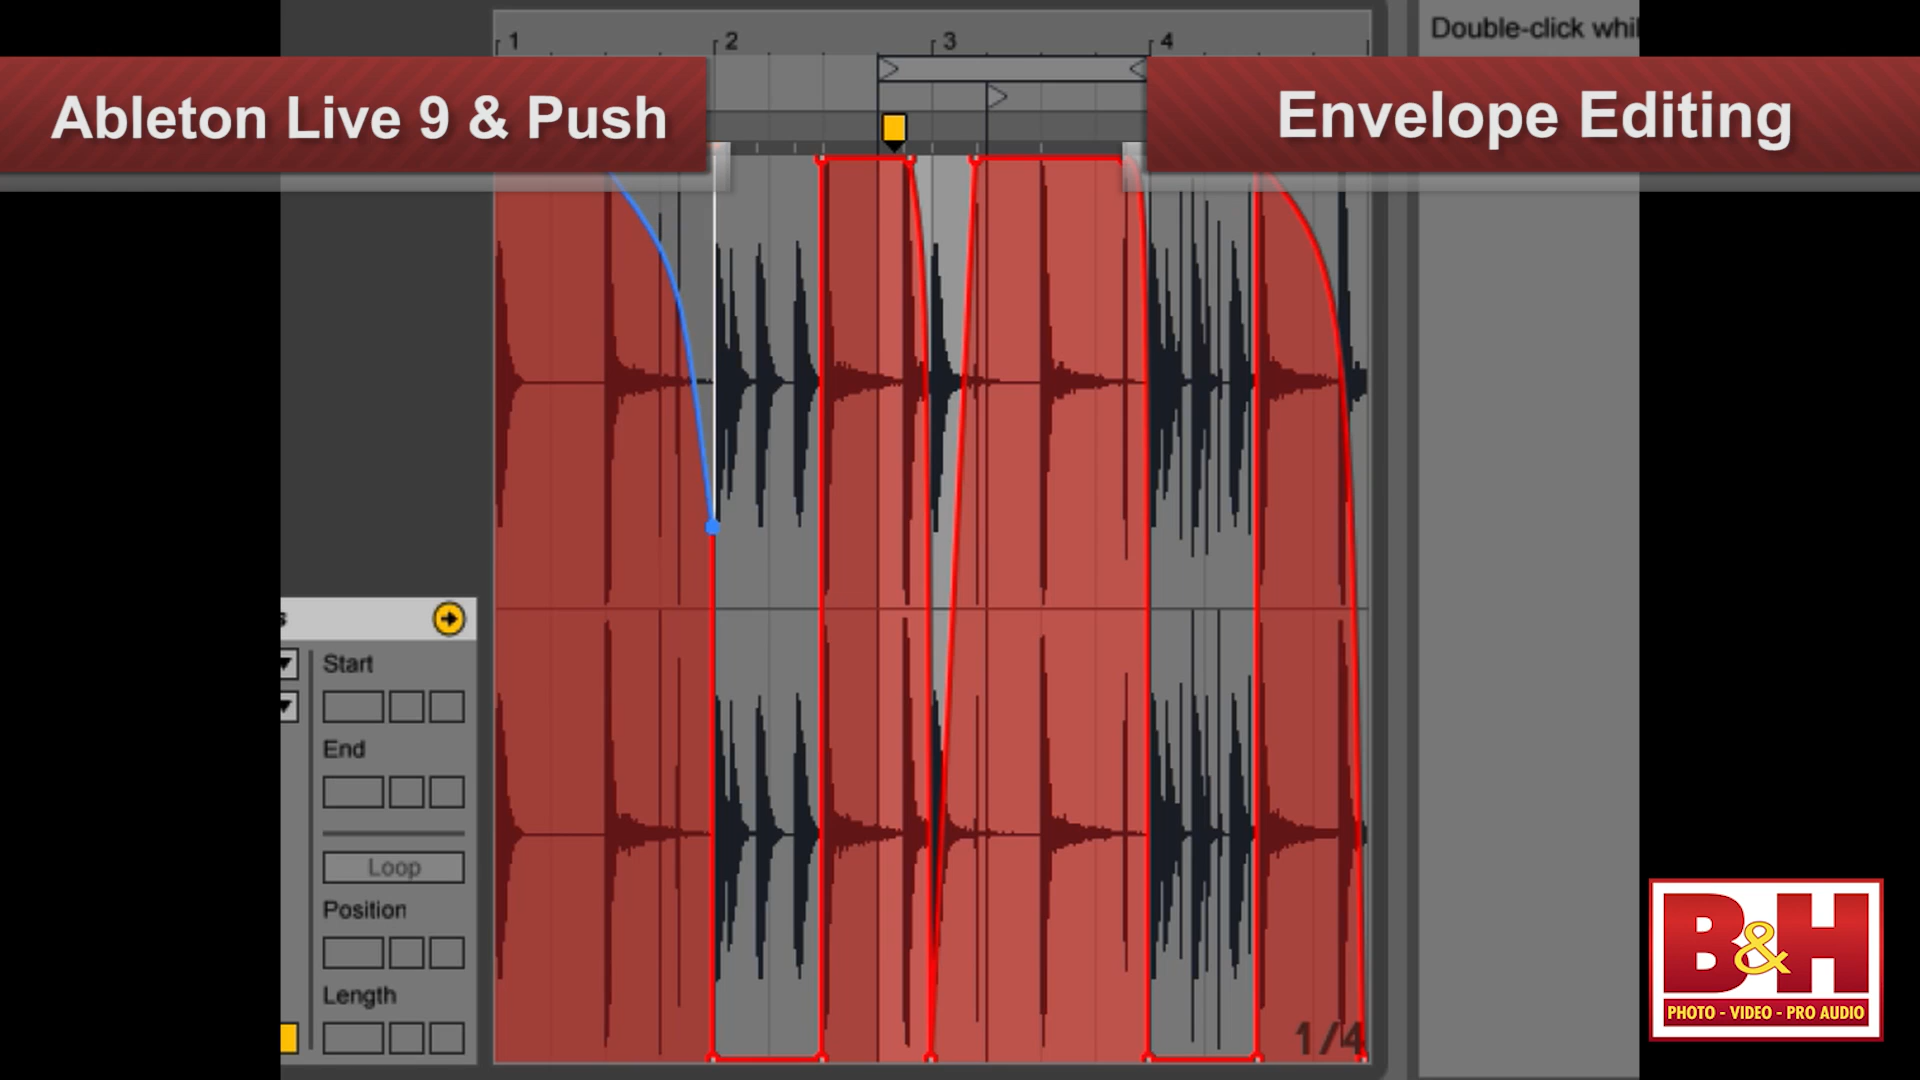 1 2 3 4
Double-click whil
Ableton Live 9 & Push
Envelope Editing
s
Start
End
Loop
Position
Length
1/4
B&H
PHOTO - VIDEO - PRO AUDIO